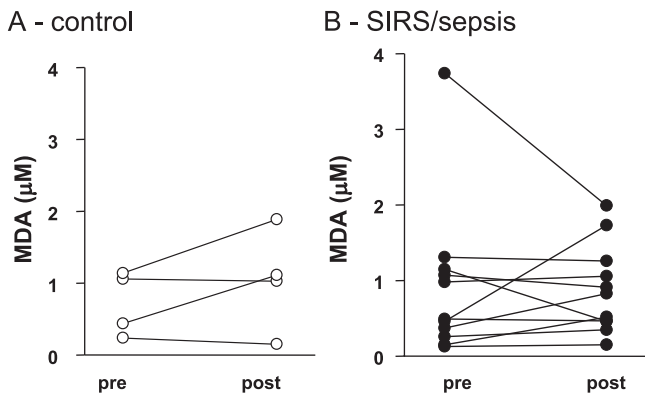 A - control
B - SIRS/sepsis
MDA (μM)
4
3
2
1
0
pre
post
MDA (μM)
4
3
2
1
0
pre
post